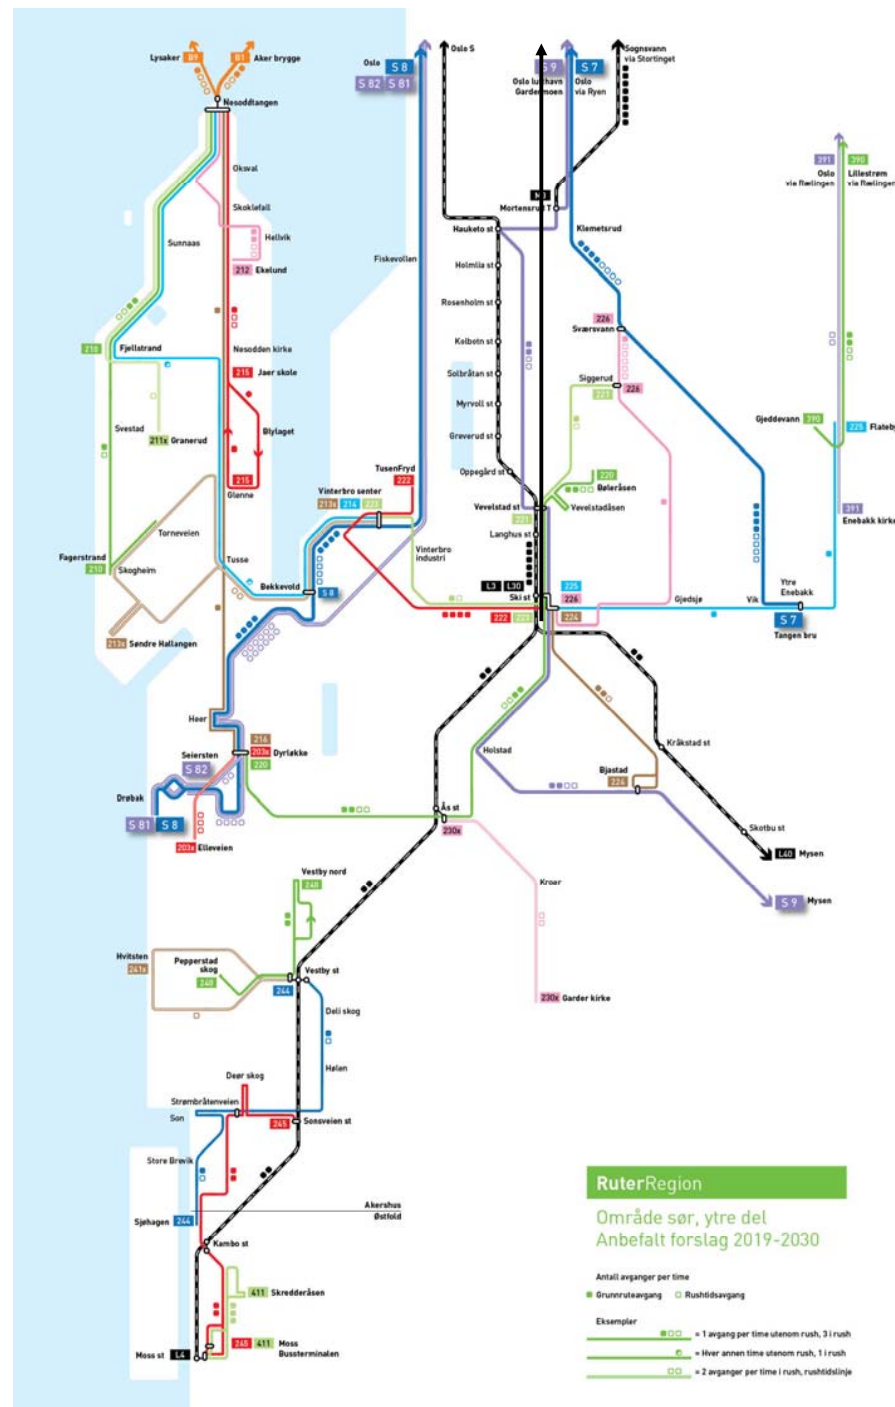 Lysaker B9
B1 Aker brygge
Nesoddtangen
Oslo S 8
S 82 S 81
Oslo S
S 9 S 7
Oslo lufthavn
Gardermoen
Oslo
via Ryen
Sognsvann
via Stortinget
391 390
Oslo
via Rælingen
Lillestrøm
via Rælingen
Oksval
Skoklefall
Hellvik
212 Ekelund
Sunnaas
Fiskevollen
Mortensrud T
Hauketo st
Klemetsrud
Holmlia st
Rosenholm st
Kolbotn st
Solbråtan st
Myrvoll st
Greverud st
Oppegård st
226
Sværsvann
Siggerud
221
226
210 Fjellstrand
Nesodden kirke
215 Jaer skole
Svestad
211x Granerud
Blylaget
215
Glenne
Gjeddevann 390
225 Flateby
391
Enebakk kirke
TusenFryd
222
Vinterbro senter
213x 214 223
220
Bøleråsen
Vevelstadåsen
Vevelstad st
221
Langhus st
Vinterbro
industri
Torneveien
Fagerstrand
210
Skogheim
Tusse
Bekkevold
S 8
L3 L30
Ski st
225
226
222 223
224
Gjedsjø
Vik
Ytre
Enebakk
S 7
Tangen bru
213x Søndre Hallangen
Heer
216
203x Dyrløkke
220
Seiersten
S 82
Drøbak
S 81 S 8
203x Elleveien
Holstad
Kråkstad st
Bjastad
224
Ås st
230x
Skotbu st
L40 Mysen
S 9 Mysen
Kroer
230x Garder kirke
Vestby nord
240
Hvitsten
241x
Pepperstad
skog
240
Vestby st
244
Deli skog
Hølen
Deør skog
Strømbråtenveien
Son
245 Sonsveien st
Store Brevik
Sjøhagen 244
Akershus
Østfold
Kambo st
411 Skredderåsen
Moss st L4
245 411 Moss
Bussterminalen
RuterRegion
Område sør, ytre del
Anbefalt forslag 2019-2030
Antall avganger per time
Grunnruteavgang Rushtidsavgang
Eksempler
= 1 avgang per time utenom rush, 3 i rush
= Hver annen time utenom rush, 1 i rush
= 2 avganger per time i rush, rushtidslinje